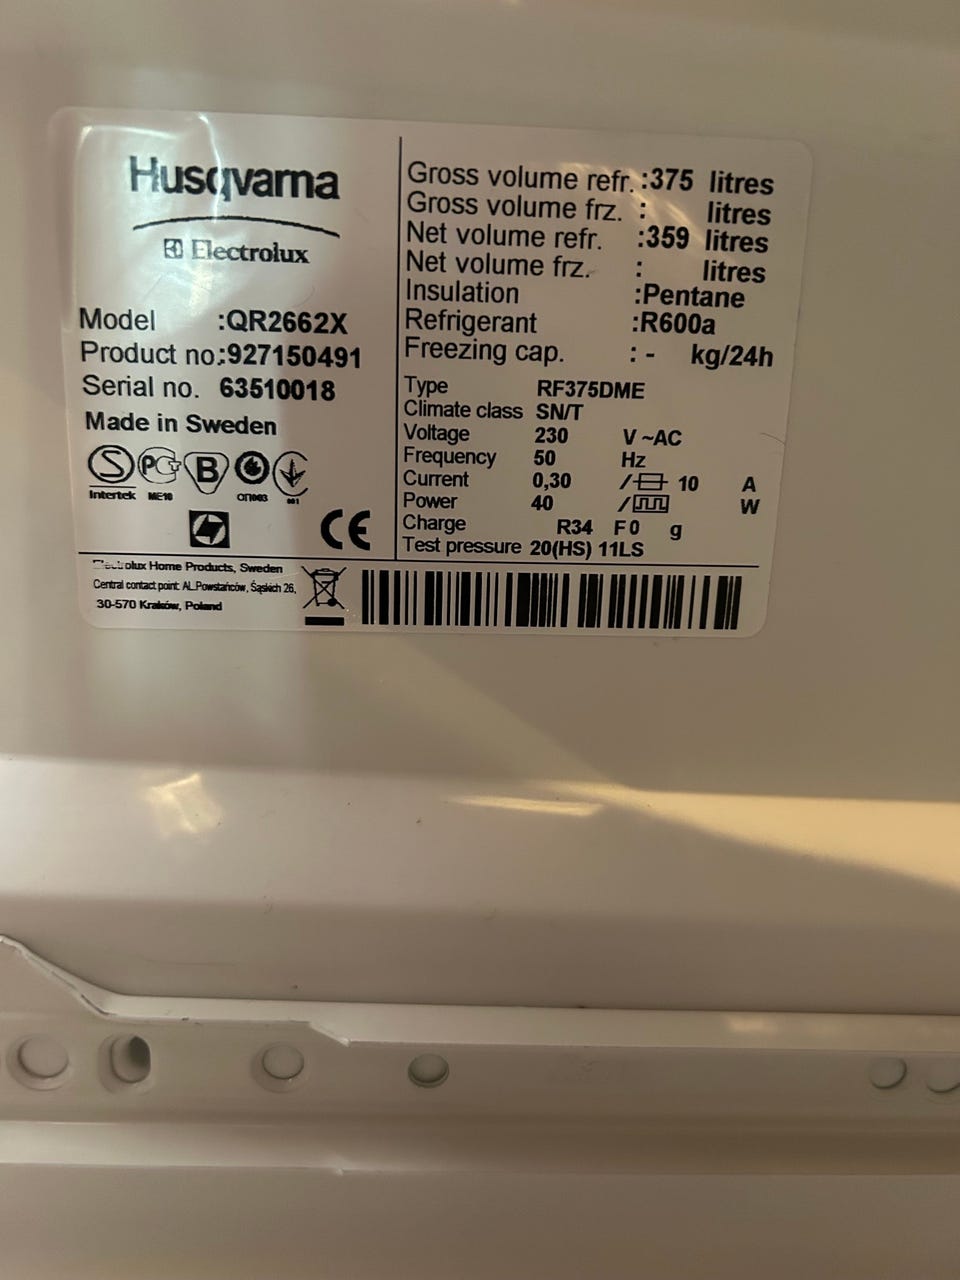 Husqvarna
Electrolux
Model :QR2662X
Product no.:927150491
Serial no. 63510018
Made in Sweden
S PCT B
Intertek ME10 ОП003 001
CE
Gross volume refr. :375 litres
Gross volume frz. : litres
Net volume refr. :359 litres
Net volume frz. : litres
Insulation :Pentane
Refrigerant :R600a
Freezing cap. : - kg/24h
Type RF375DME
Climate class SN/T
Voltage 230 V ~AC
Frequency 50 Hz
Current 0,30 / 10 A
Power 40 / W
Charge R34 F0 g
Test pressure 20(HS) 11LS
Electrolux Home Products, Sweden
Central contact point: AL.Powstańców, Śąskich 26,
30-570 Kraków, Poland